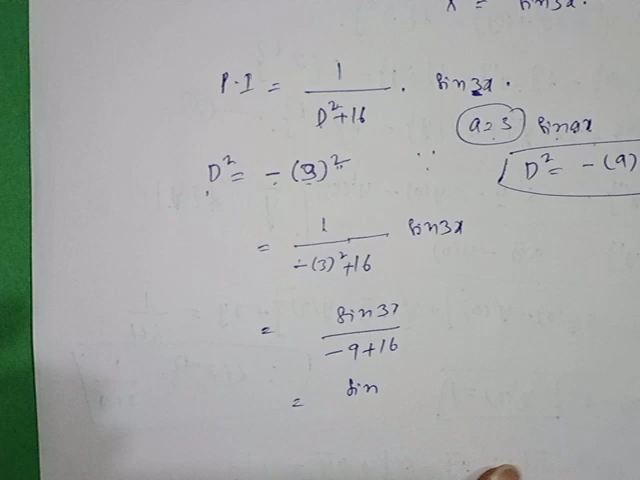 X = sin3x.
P.I = 1/(D²+16) . sin3x.
a=3 sinax
D² = -(3)² ∵ D² = -(a)
= 1/(-(3)²+16) sin3x
= sin3x/(-9+16)
= sin